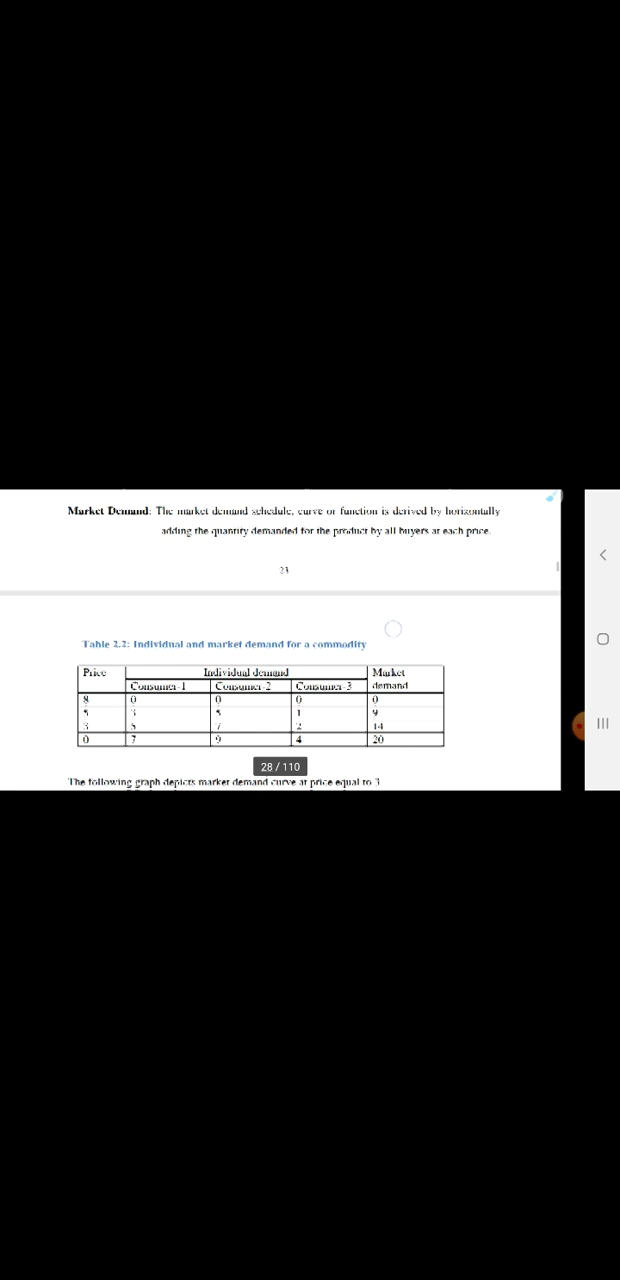 Market Demand: The market demand schedule, curve or function is derived by horizontally
adding the quantity demanded for the product by all buyers at each price.
23
Table 2.2: Individual and market demand for a commodity
Price Individual demand Market demand
Consumer-1 Consumer-2 Consumer-3
8 0 0 0 0
5 3 5 1 9
3 5 7 2 14
0 7 9 4 20
28 / 110
The following graph depicts market demand curve at price equal to 3